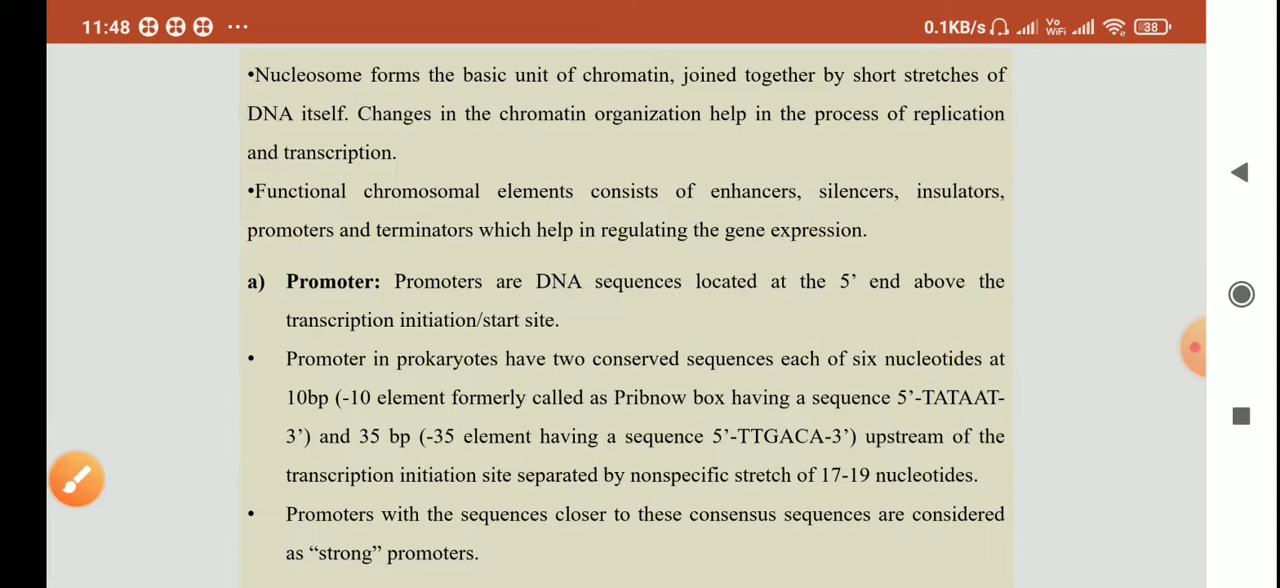 11:48 ... 0.1KB/s Vo WiFi 38
•Nucleosome forms the basic unit of chromatin, joined together by short stretches of
DNA itself. Changes in the chromatin organization help in the process of replication
and transcription.
•Functional chromosomal elements consists of enhancers, silencers, insulators,
promoters and terminators which help in regulating the gene expression.
a) Promoter: Promoters are DNA sequences located at the 5’ end above the
transcription initiation/start site.
• Promoter in prokaryotes have two conserved sequences each of six nucleotides at
10bp (-10 element formerly called as Pribnow box having a sequence 5’-TATAAT-
3’) and 35 bp (-35 element having a sequence 5’-TTGACA-3’) upstream of the
transcription initiation site separated by nonspecific stretch of 17-19 nucleotides.
• Promoters with the sequences closer to these consensus sequences are considered
as “strong” promoters.